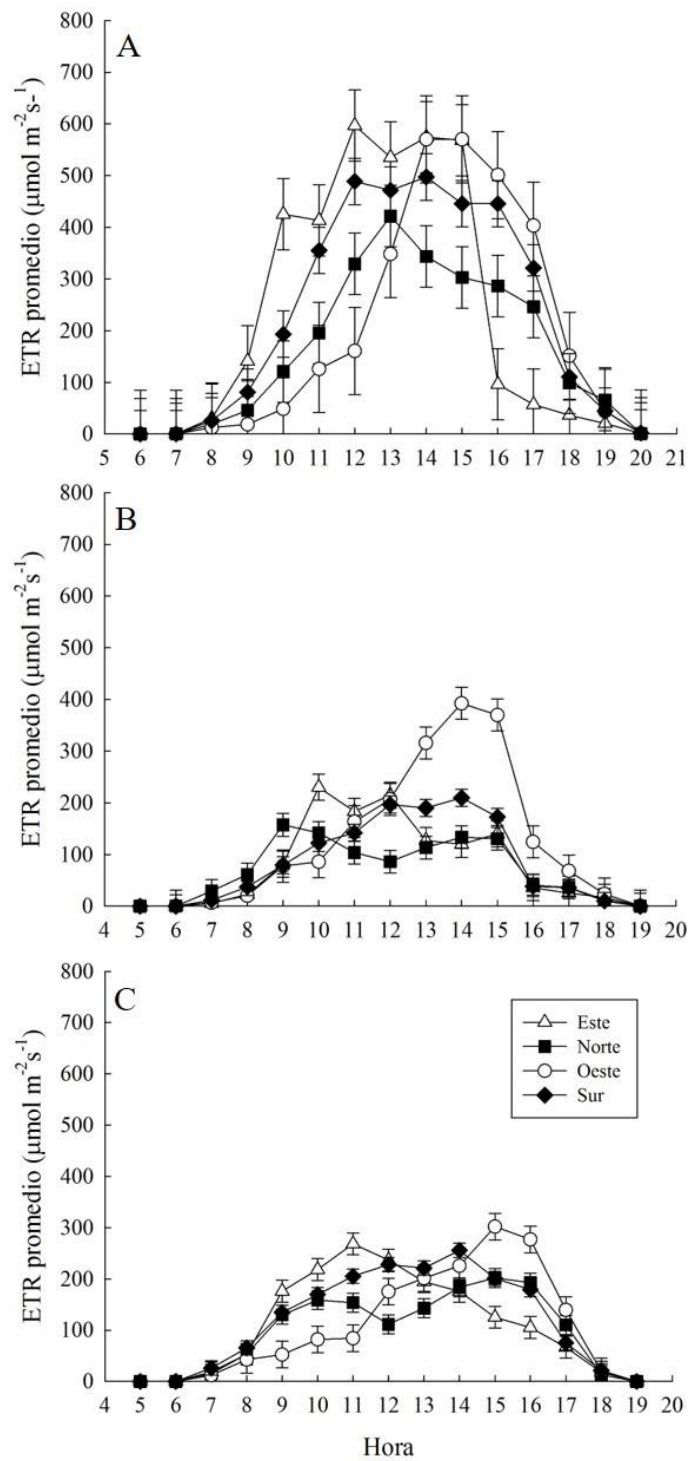 A
ETR promedio (µmol m⁻²s-¹)
800
700
600
500
400
300
200
100
0
5 6 7 8 9 10 11 12 13 14 15 16 17 18 19 20 21
B
ETR promedio (µmol m⁻²s⁻¹)
800
700
600
500
400
300
200
100
0
4 5 6 7 8 9 10 11 12 13 14 15 16 17 18 19 20
C
ETR promedio (µmol m⁻²s⁻¹)
800
700
600
500
400
300
200
100
0
Este
Norte
Oeste
Sur
4 5 6 7 8 9 10 11 12 13 14 15 16 17 18 19 20
Hora